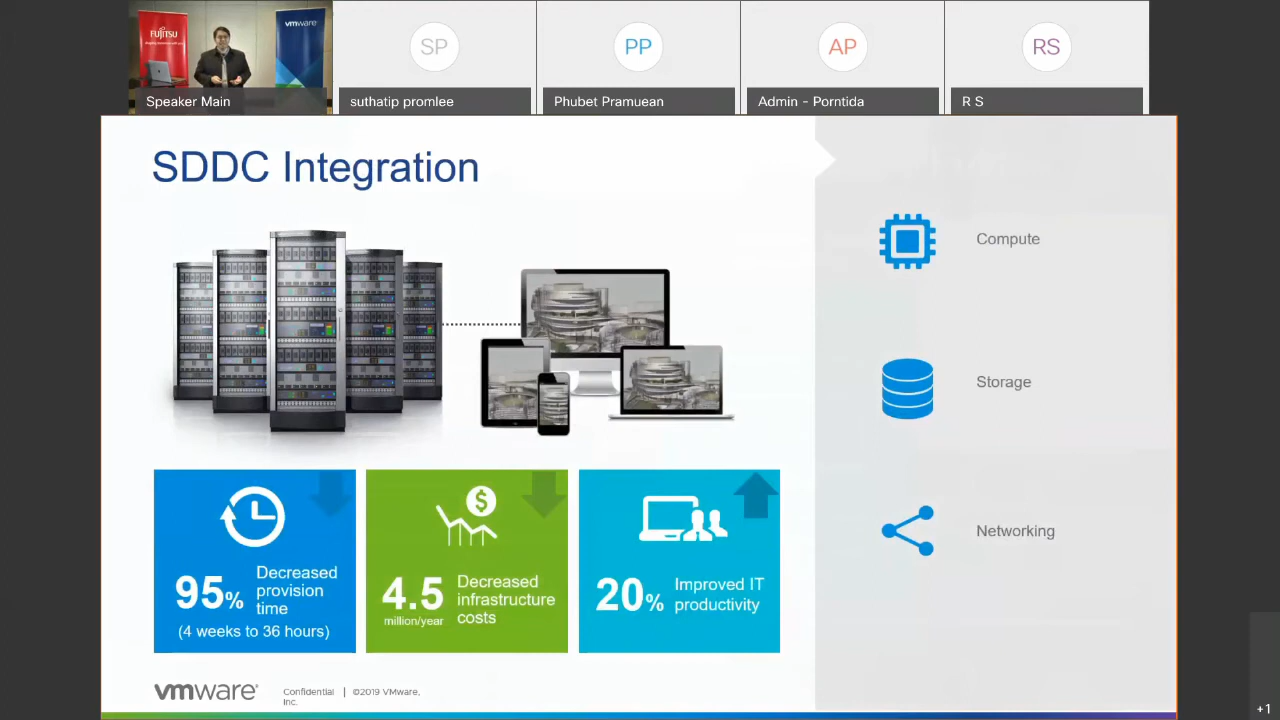 FUJITSU
vmware
SP
PP
AP
RS
Speaker Main
suthatip promlee
Phubet Pramuean
Admin - Porntida
R S
SDDC Integration
Compute
Storage
Networking
95%
Decreased
provision
time
(4 weeks to 36 hours)
$
4.5
million/year
Decreased
infrastructure
costs
20%
Improved IT
productivity
vmware
Confidential | ©2019 VMware,
Inc.
+1